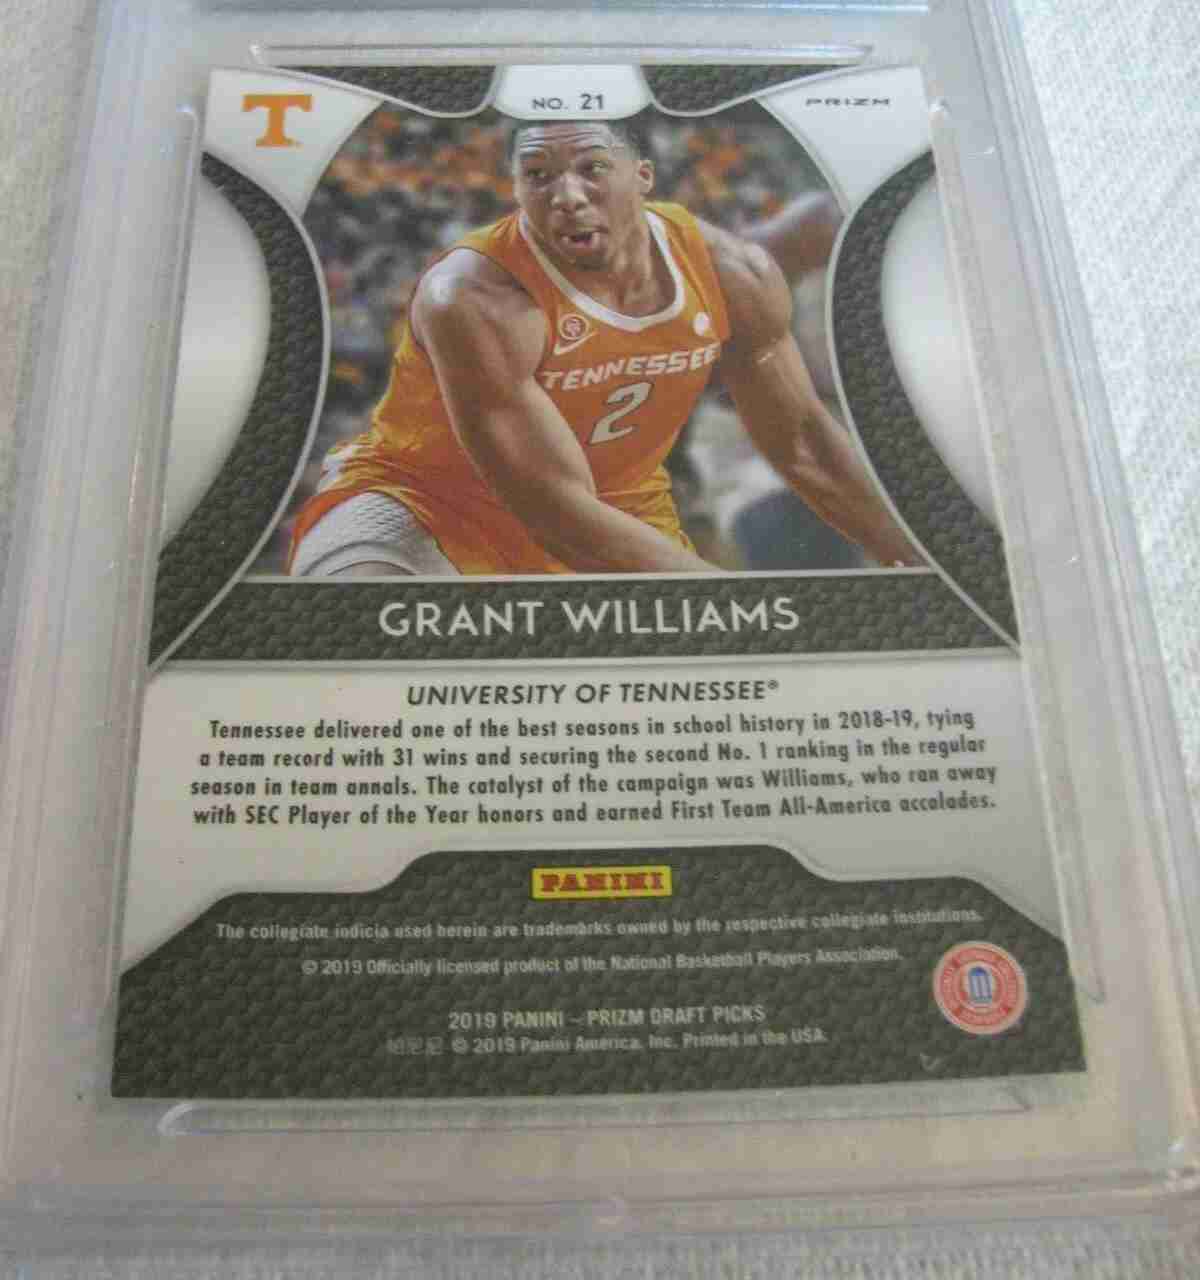 T
NO. 21
PRIZM
TENNESSEE
2
GRANT WILLIAMS
UNIVERSITY OF TENNESSEE®
Tennessee delivered one of the best seasons in school history in 2018-19, tying
a team record with 31 wins and securing the second No. 1 ranking in the regular
season in team annals. The catalyst of the campaign was Williams, who ran away
with SEC Player of the Year honors and earned First Team All-America accolades.
PANINI
The collegiate indicia used herein are trademarks owned by the respective collegiate institutions.
© 2019 Officially licensed product of the National Basketball Players Association.
2019 PANINI - PRIZM DRAFT PICKS
© 2019 Panini America, Inc. Printed in the USA.